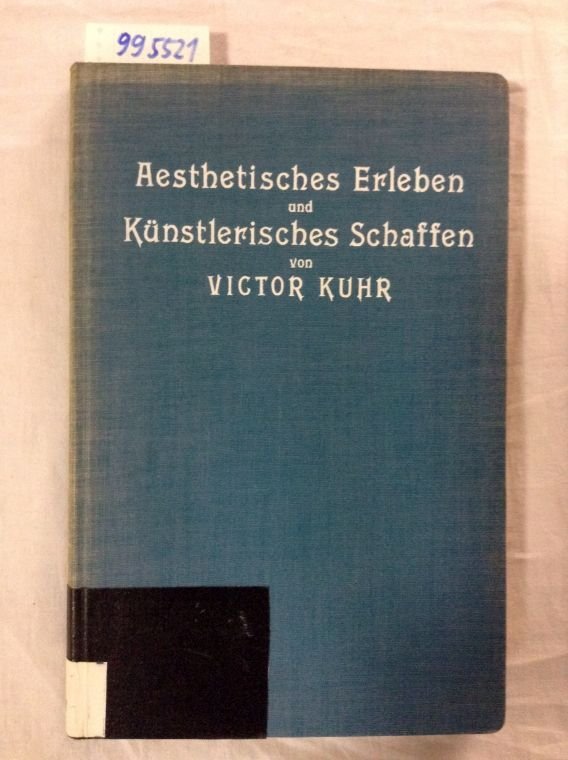 995521
Aesthetisches Erleben
und
Künstlerisches Schaffen
von
VICTOR KUHR